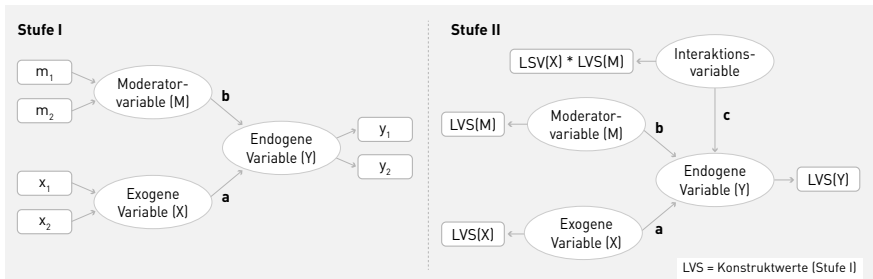 Stufe I
m1
m2
Moderator-
variable (M)
b
Endogene
Variable (Y)
y1
y2
x1
x2
Exogene
Variable (X)
a
Stufe II
LSV(X) * LVS(M)
Interaktions-
variable
LVS(M)
Moderator-
variable (M)
b
c
Endogene
Variable (Y)
LVS(Y)
LVS(X)
Exogene
Variable (X)
a
LVS = Konstruktwerte (Stufe I)